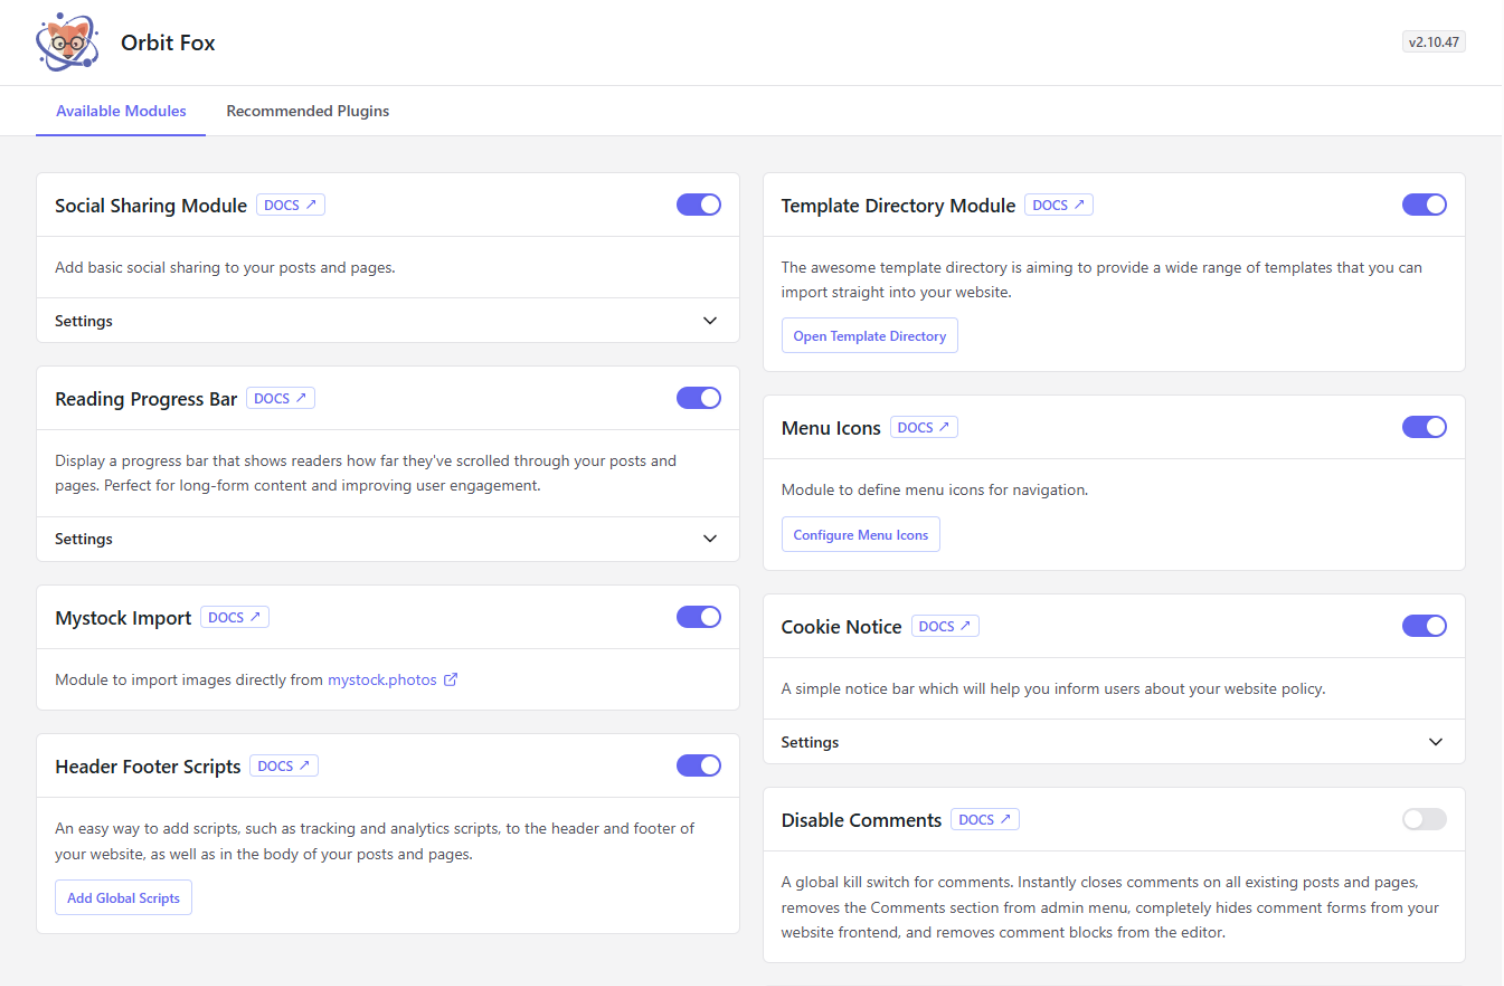 Orbit Fox
v2.10.47
Available Modules
Recommended Plugins
Social Sharing Module
DOCS ↗
Add basic social sharing to your posts and pages.
Settings
Reading Progress Bar
DOCS ↗
Display a progress bar that shows readers how far they've scrolled through your posts and
pages. Perfect for long-form content and improving user engagement.
Settings
Mystock Import
DOCS ↗
Module to import images directly from mystock.photos
Header Footer Scripts
DOCS ↗
An easy way to add scripts, such as tracking and analytics scripts, to the header and footer of
your website, as well as in the body of your posts and pages.
Add Global Scripts
Template Directory Module
DOCS ↗
The awesome template directory is aiming to provide a wide range of templates that you can
import straight into your website.
Open Template Directory
Menu Icons
DOCS ↗
Module to define menu icons for navigation.
Configure Menu Icons
Cookie Notice
DOCS ↗
A simple notice bar which will help you inform users about your website policy.
Settings
Disable Comments
DOCS ↗
A global kill switch for comments. Instantly closes comments on all existing posts and pages,
removes the Comments section from admin menu, completely hides comment forms from your
website frontend, and removes comment blocks from the editor.